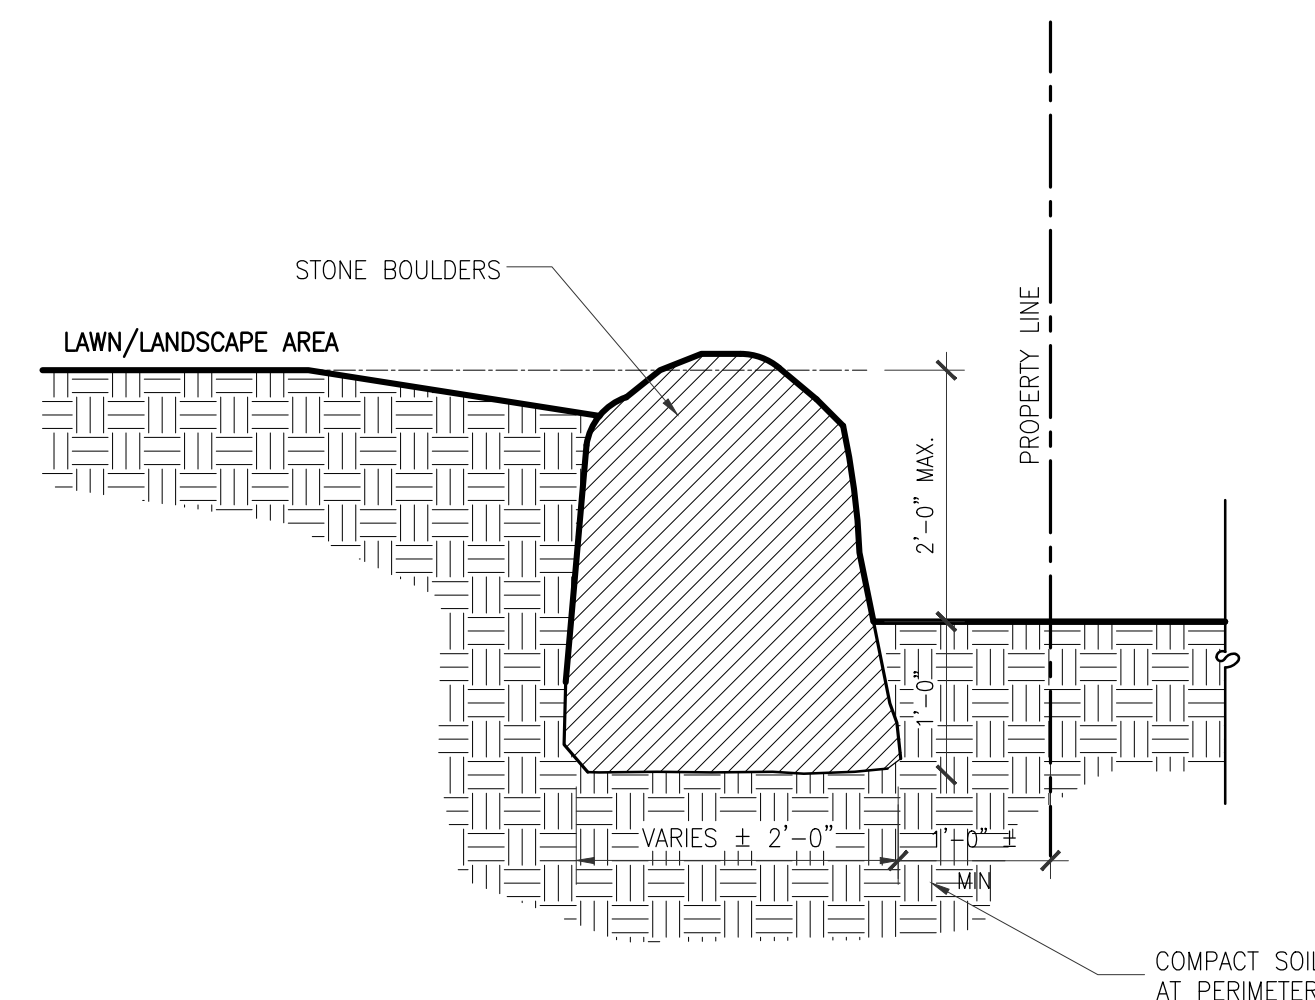 STONE BOULDERS
LAWN/LANDSCAPE AREA
PROPERTY LINE
2'-0" MAX.
1'-0"
VARIES ± 2'-0"
1'-0" ±
MIN
COMPACT SOIL
AT PERIMETER